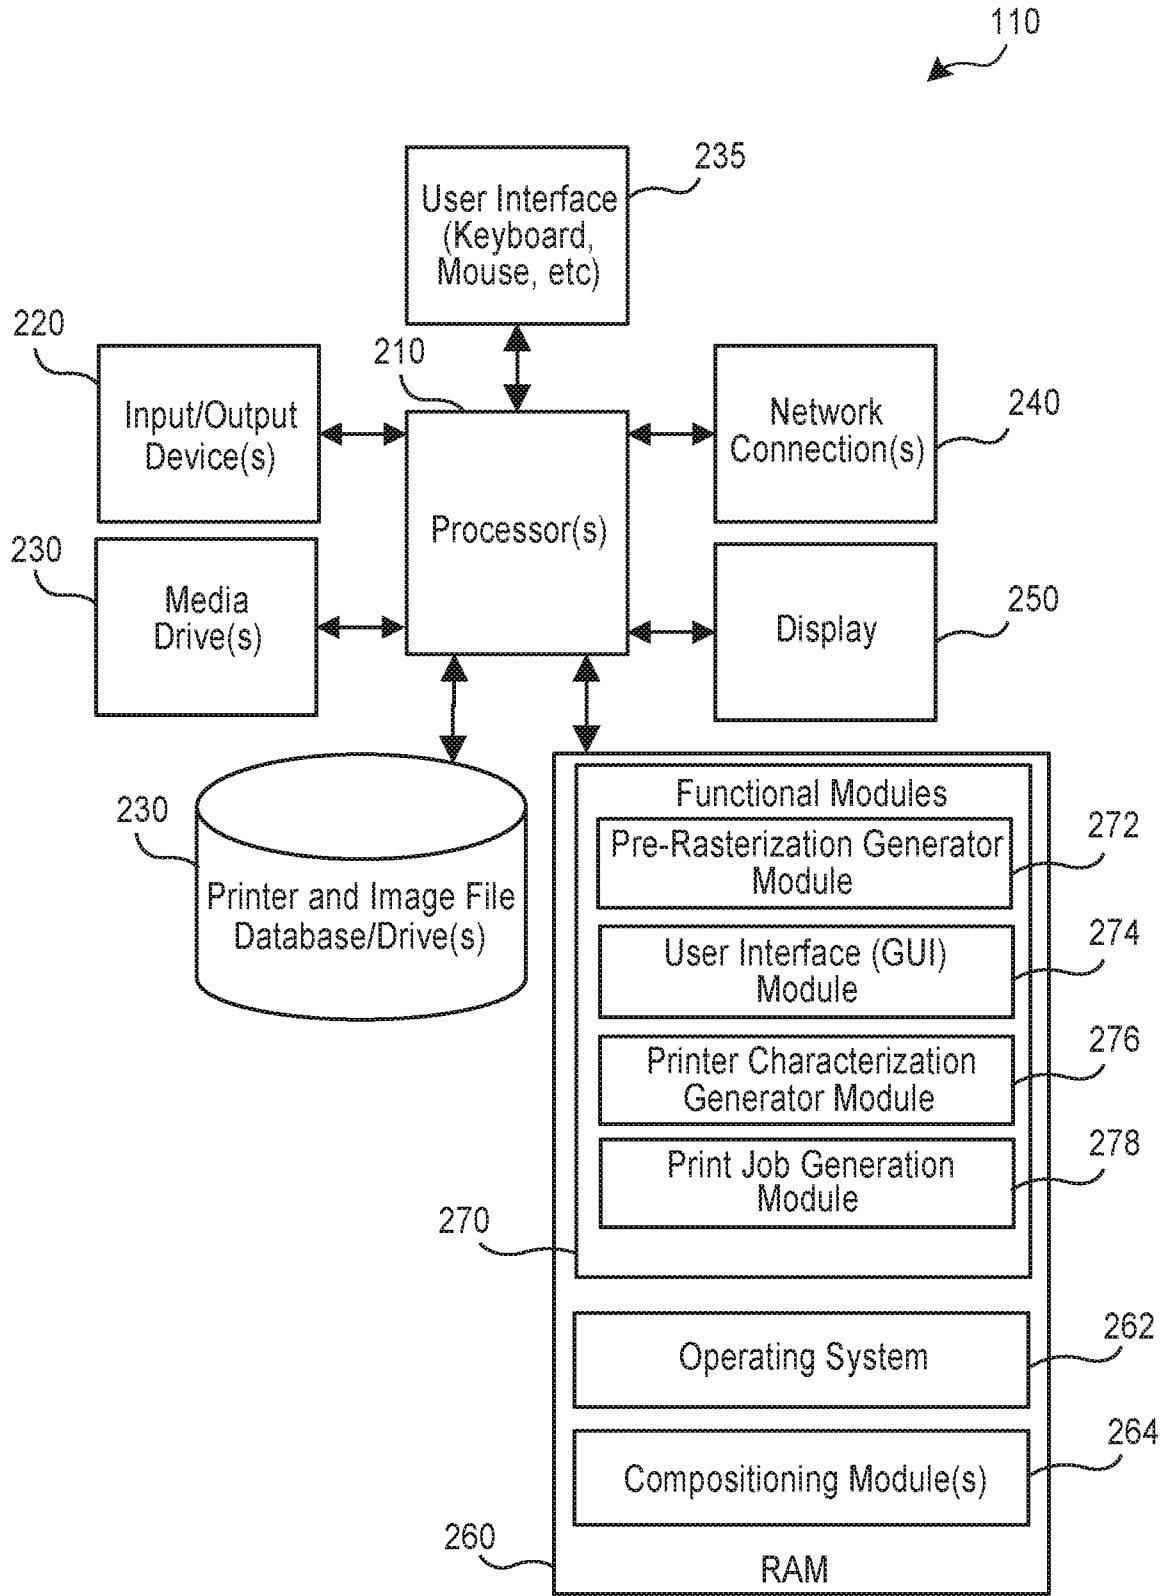 110
235
User Interface
(Keyboard,
Mouse, etc)
220
210
Input/Output
Device(s)
Network
Connection(s)
240
Processor(s)
230
Media
Drive(s)
Display
250
230
Printer and Image File
Database/Drive(s)
Functional Modules
Pre-Rasterization Generator
Module
272
User Interface (GUI)
Module
274
Printer Characterization
Generator Module
276
Print Job Generation
Module
278
270
Operating System
262
Compositioning Module(s)
264
260
RAM